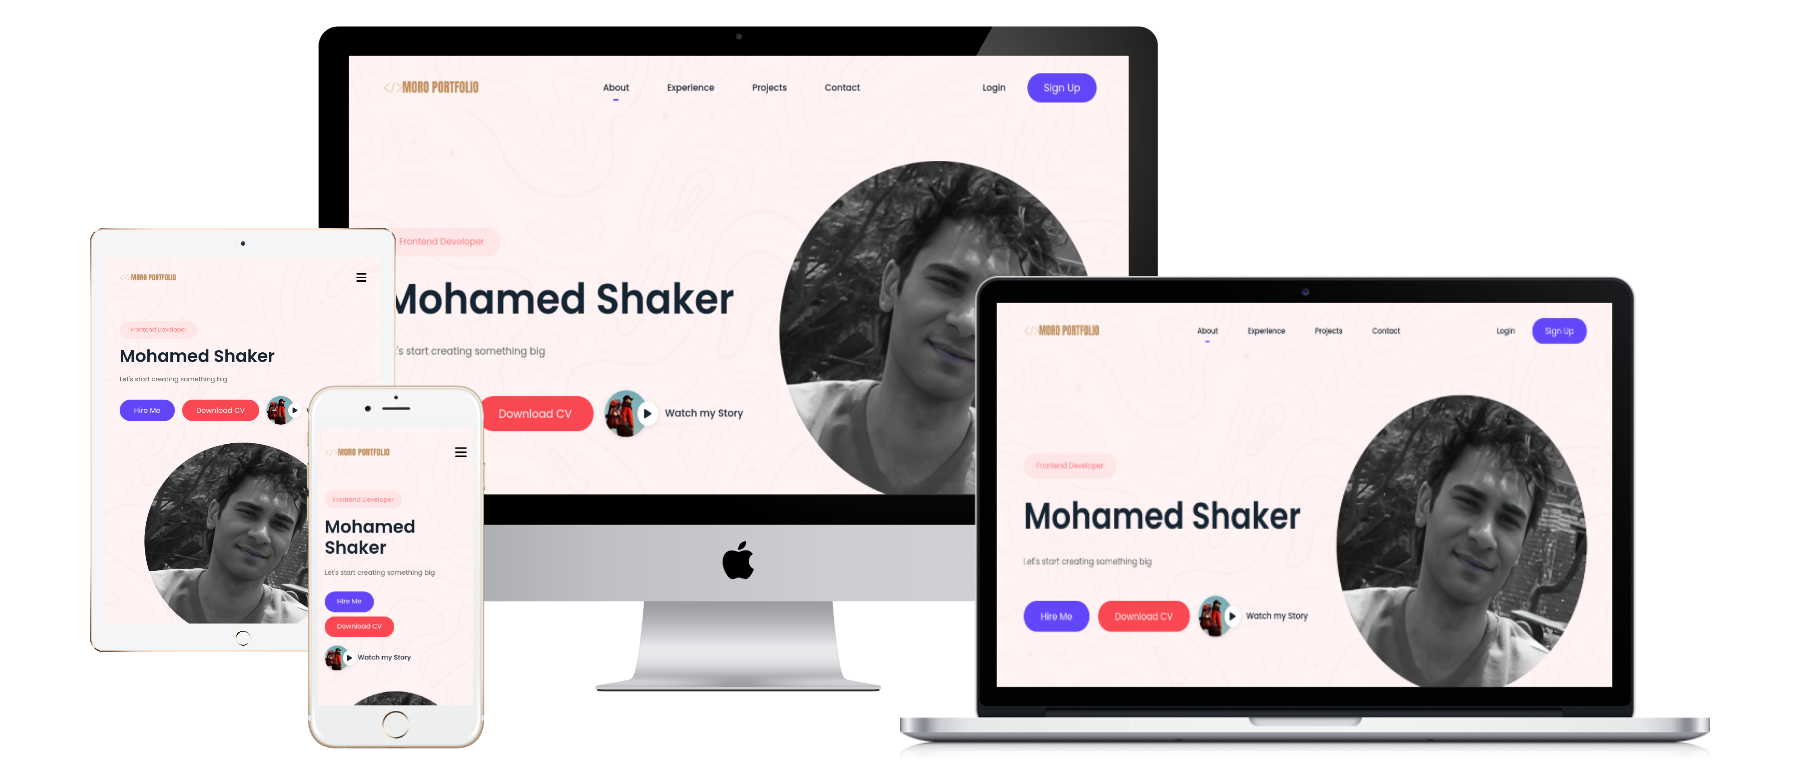 </>MORO PORTFOLIO
About Experience Projects Contact
Login Sign Up
Frontend Developer
Mohamed Shaker
's start creating something big
Download CV Watch my Story
</>MORO PORTFOLIO
Frontend Developer
Mohamed Shaker
Let's start creating something big
Hire Me Download CV
</>MORO PORTFOLIO
Frontend Developer
Mohamed
Shaker
Let's start creating something big
Hire Me
Download CV
Watch my Story
</>MORO PORTFOLIO
About Experience Projects Contact
Login Sign Up
Frontend Developer
Mohamed Shaker
Let's start creating something big
Hire Me Download CV Watch my Story